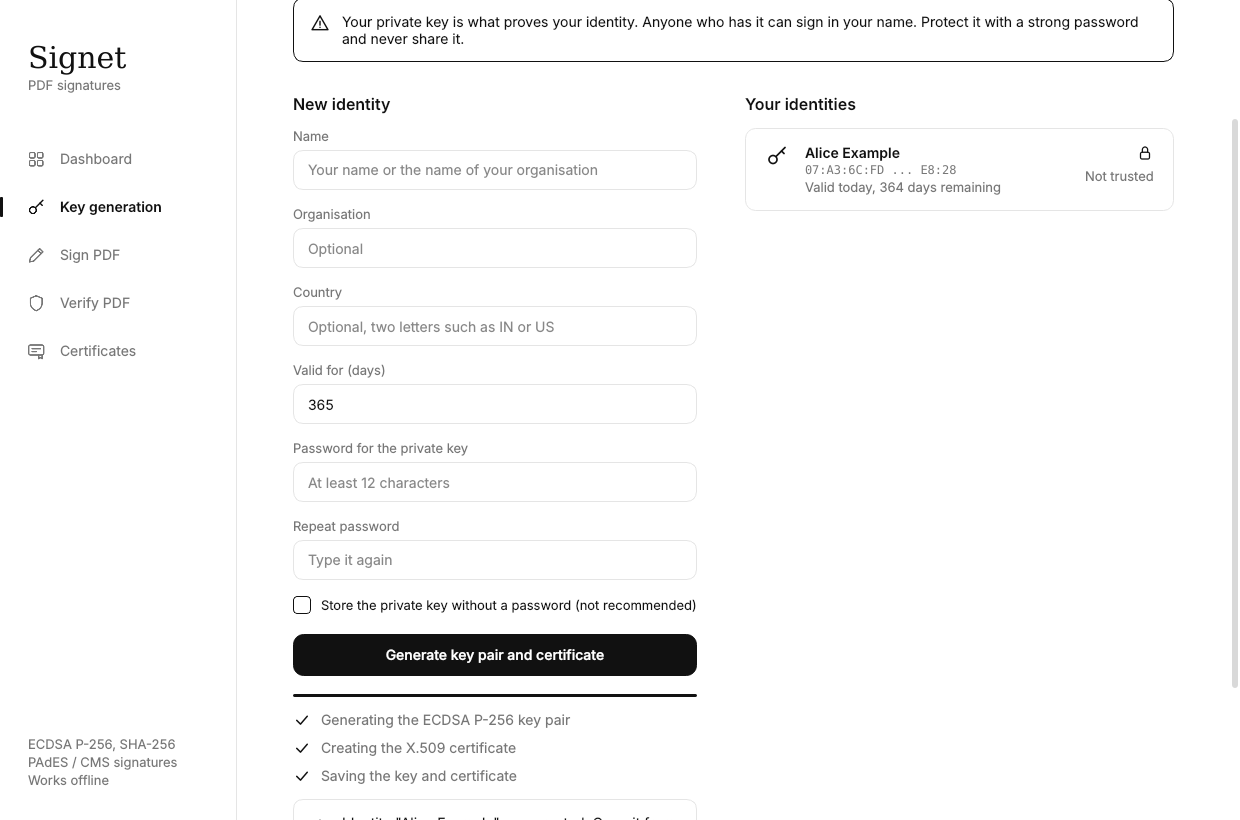 Signet
PDF signatures
Dashboard
Key generation
Sign PDF
Verify PDF
Certificates
ECDSA P-256, SHA-256
PAdES / CMS signatures
Works offline
Your private key is what proves your identity. Anyone who has it can sign in your name. Protect it with a strong password
and never share it.
New identity
Name
Your name or the name of your organisation
Organisation
Optional
Country
Optional, two letters such as IN or US
Valid for (days)
365
Password for the private key
At least 12 characters
Repeat password
Type it again
Store the private key without a password (not recommended)
Generate key pair and certificate
Generating the ECDSA P-256 key pair
Creating the X.509 certificate
Saving the key and certificate
Your identities
Alice Example
07:A3:6C:FD ... E8:28
Valid today, 364 days remaining
Not trusted